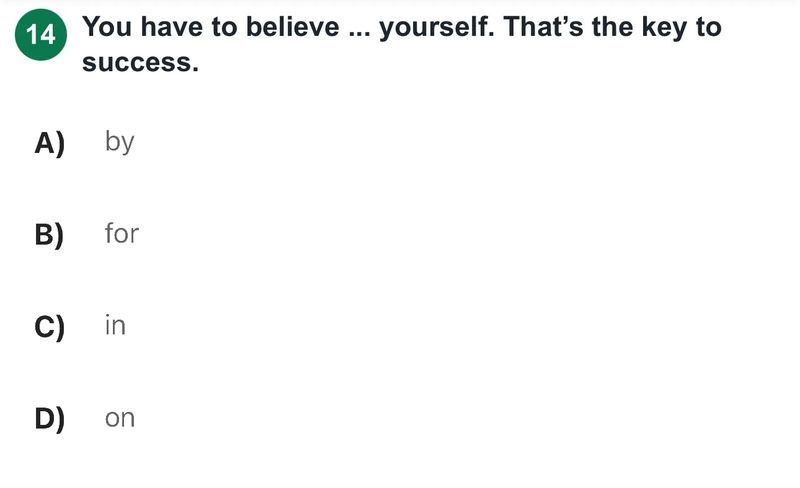 14 You have to believe ... yourself. That’s the key to
success.
A) by
B) for
C) in
D) on